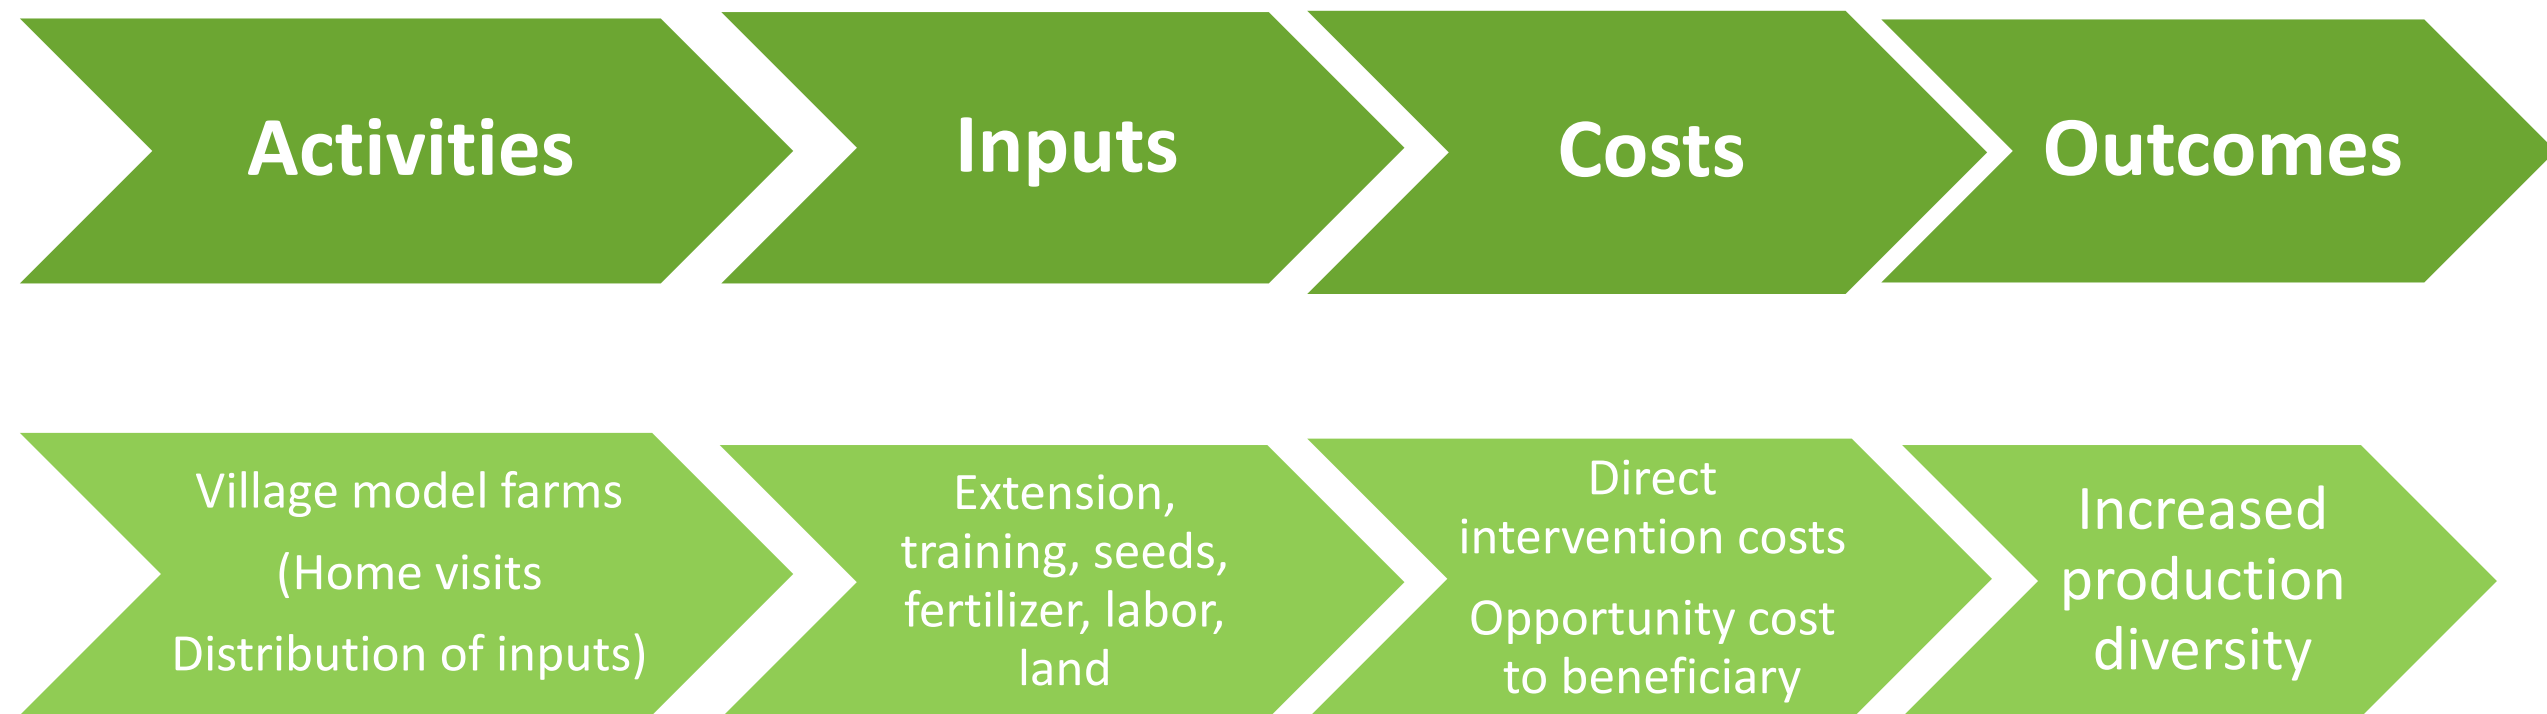 Activities
Inputs
Costs
Outcomes
Village model farms
(Home visits
Distribution of inputs)
Extension,
training, seeds,
fertilizer, labor,
land
Direct
intervention costs
Opportunity cost
to beneficiary
Increased
production
diversity